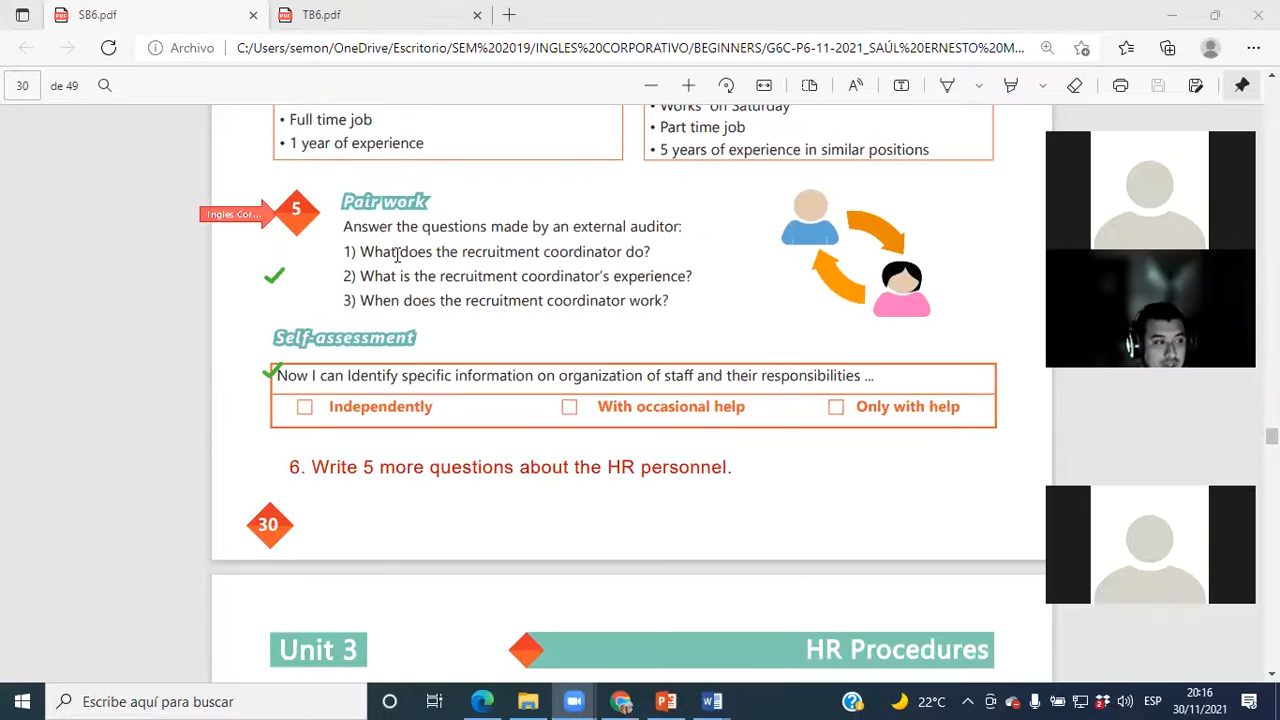 SB6.pdf
TB6.pdf
Archivo
C:/Users/semon/OneDrive/Escritorio/SEM%202019/INGLES%20CORPORATIVO/BEGINNERS/G6C-P6-11-2021_SAÚL%20ERNESTO%20M...
30
de 49
• Full time job
• 1 year of experience
• Works on Saturday
• Part time job
• 5 years of experience in similar positions
Ingles Cor...
5
Pair work
Answer the questions made by an external auditor:
1) What does the recruitment coordinator do?
2) What is the recruitment coordinator's experience?
3) When does the recruitment coordinator work?
Self-assessment
Now I can Identify specific information on organization of staff and their responsibilities ...
Independently
With occasional help
Only with help
6. Write 5 more questions about the HR personnel.
30
Unit 3
HR Procedures
Escribe aquí para buscar
22°C
ESP
20:16
30/11/2021